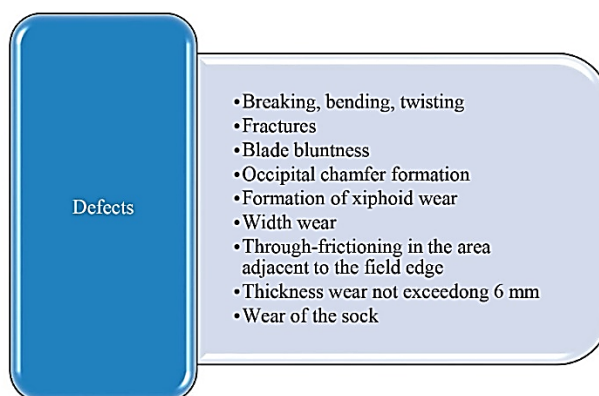 Defects
•Breaking, bending, twisting
•Fractures
•Blade bluntness
•Occipital chamfer formation
•Formation of xiphoid wear
•Width wear
•Through-frictioning in the area
adjacent to the field edge
•Thickness wear not exceedong 6 mm
•Wear of the sock